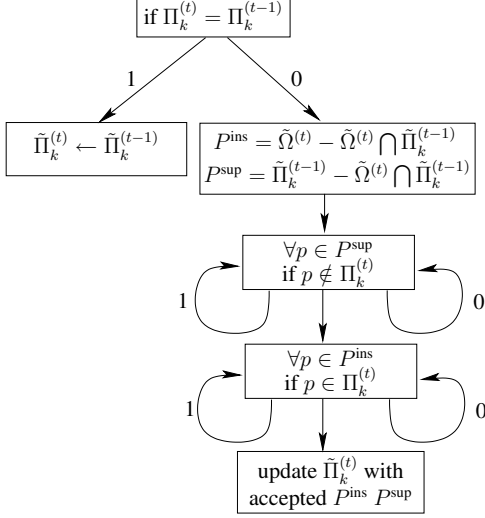 if Π_k^(t) = Π_k^(t−1)
1
0
Π̃_k^(t) ← Π̃_k^(t−1)
P^ins = Ω̃^(t) − Ω̃^(t) ⋂ Π̃_k^(t−1)
P^sup = Π̃_k^(t−1) − Ω̃^(t) ⋂ Π̃_k^(t−1)
∀p ∈ P^sup
if p ∉ Π_k^(t)
1
0
∀p ∈ P^ins
if p ∈ Π_k^(t)
1
0
update Π̃_k^(t) with
accepted P^ins P^sup